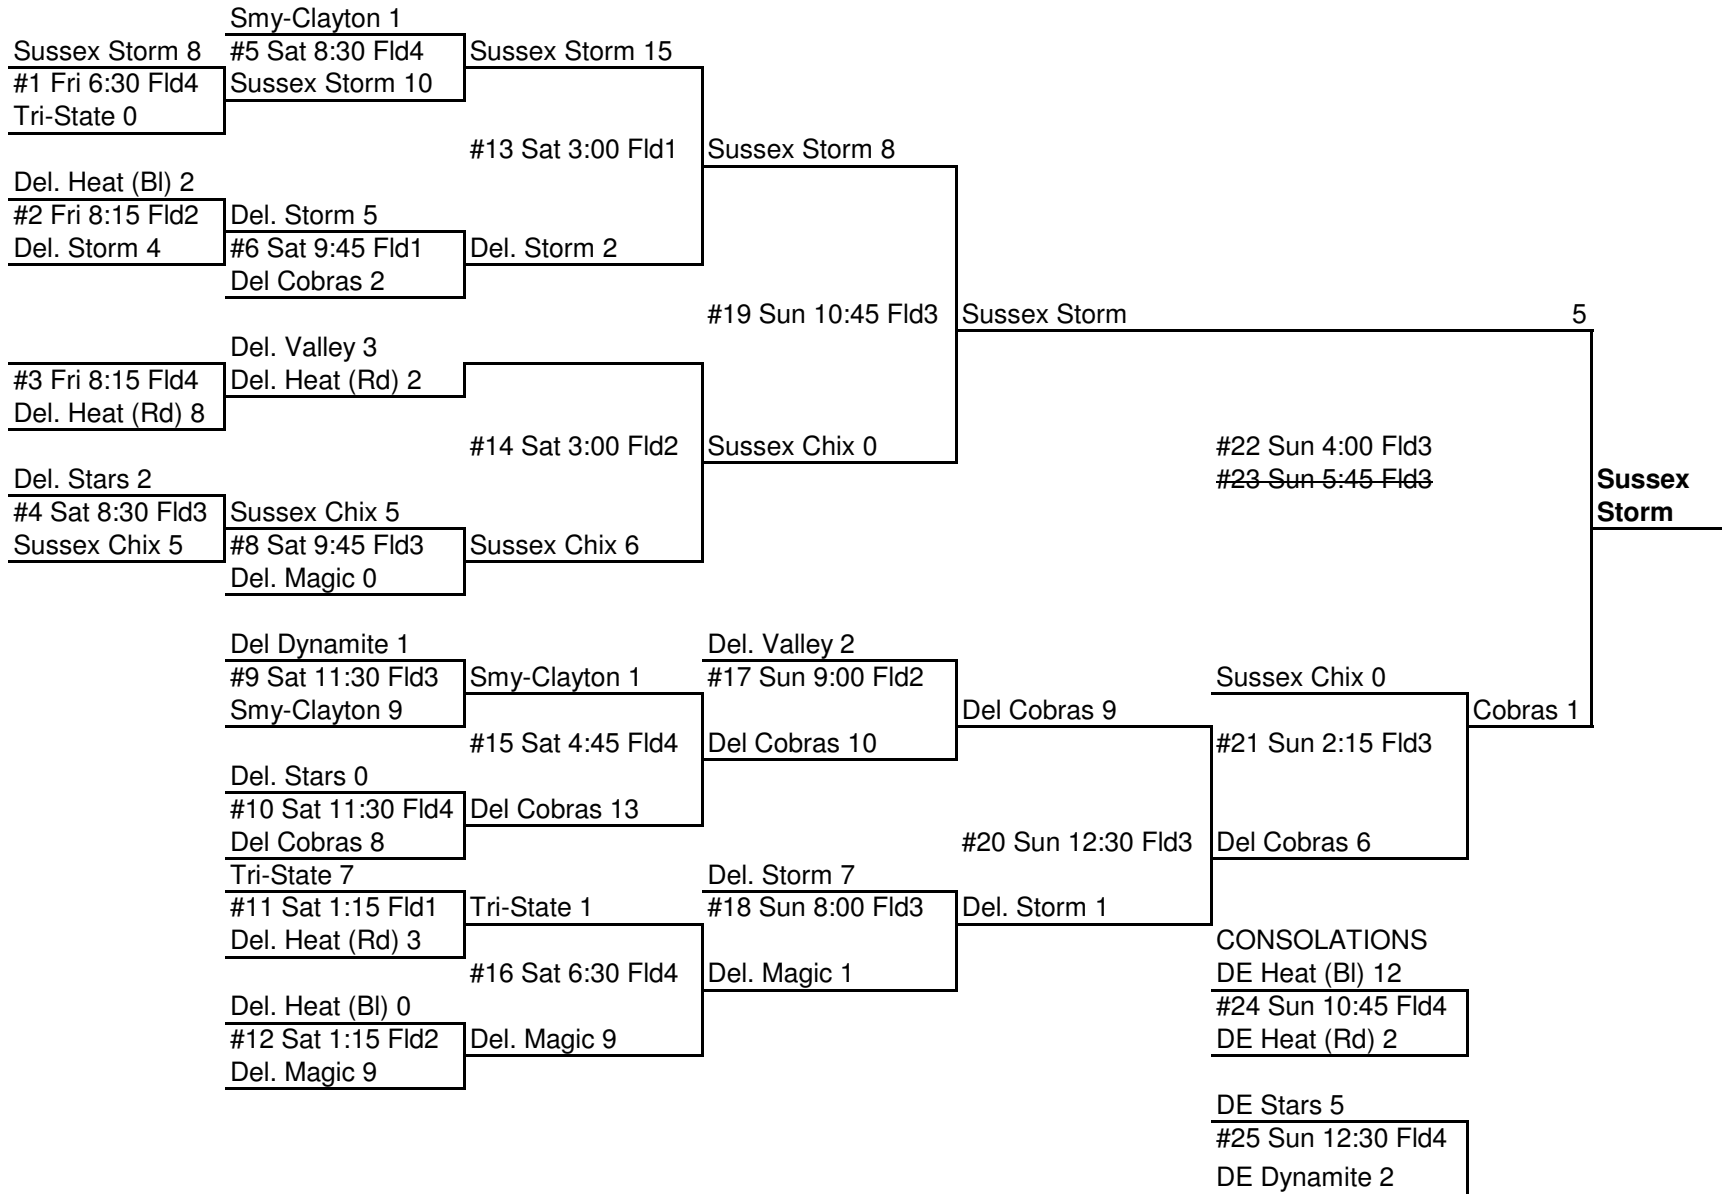 Smy-Clayton 1
Sussex Storm 8 #5 Sat 8:30 Fld4 Sussex Storm 15
#1 Fri 6:30 Fld4 Sussex Storm 10
Tri-State 0
#13 Sat 3:00 Fld1 Sussex Storm 8
Del. Heat (Bl) 2
#2 Fri 8:15 Fld2 Del. Storm 5
Del. Storm 4 #6 Sat 9:45 Fld1 Del. Storm 2
Del Cobras 2
#19 Sun 10:45 Fld3 Sussex Storm 5
Del. Valley 3
#3 Fri 8:15 Fld4 Del. Heat (Rd) 2
Del. Heat (Rd) 8
#14 Sat 3:00 Fld2 Sussex Chix 0 #22 Sun 4:00 Fld3
Del. Stars 2 #23 Sun 5:45 Fld3 Sussex
#4 Sat 8:30 Fld3 Sussex Chix 5 Storm
Sussex Chix 5 #8 Sat 9:45 Fld3 Sussex Chix 6
Del. Magic 0
Del Dynamite 1 Del. Valley 2
#9 Sat 11:30 Fld3 Smy-Clayton 1 #17 Sun 9:00 Fld2 Sussex Chix 0
Smy-Clayton 9 Del Cobras 9 Cobras 1
#15 Sat 4:45 Fld4 Del Cobras 10 #21 Sun 2:15 Fld3
Del. Stars 0
#10 Sat 11:30 Fld4 Del Cobras 13
Del Cobras 8 #20 Sun 12:30 Fld3 Del Cobras 6
Tri-State 7 Del. Storm 7
#11 Sat 1:15 Fld1 Tri-State 1 #18 Sun 8:00 Fld3 Del. Storm 1
Del. Heat (Rd) 3 CONSOLATIONS
#16 Sat 6:30 Fld4 Del. Magic 1 DE Heat (Bl) 12
Del. Heat (Bl) 0 #24 Sun 10:45 Fld4
#12 Sat 1:15 Fld2 Del. Magic 9 DE Heat (Rd) 2
Del. Magic 9
DE Stars 5
#25 Sun 12:30 Fld4
DE Dynamite 2